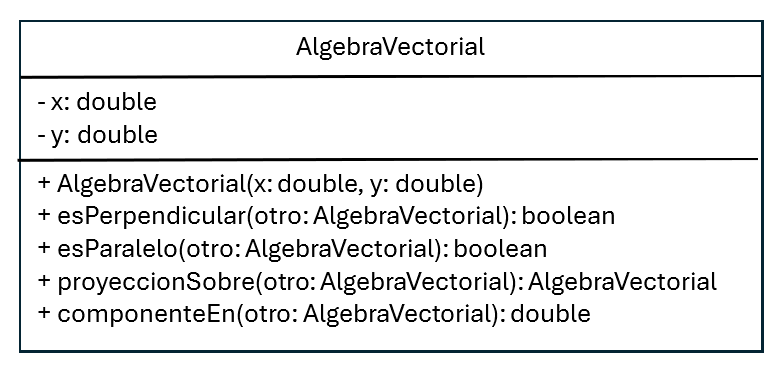 AlgebraVectorial
- x: double
- y: double
+ AlgebraVectorial(x: double, y: double)
+ esPerpendicular(otro: AlgebraVectorial): boolean
+ esParalelo(otro: AlgebraVectorial): boolean
+ proyeccionSobre(otro: AlgebraVectorial): AlgebraVectorial
+ componenteEn(otro: AlgebraVectorial): double